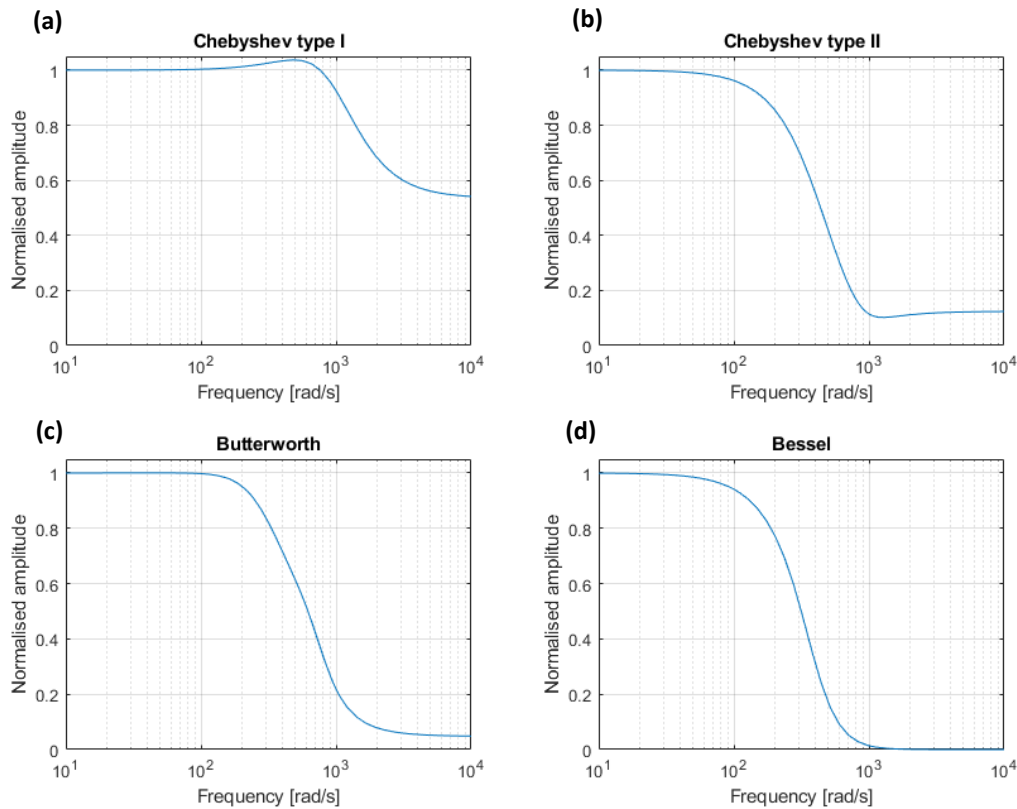 (a)
Chebyshev type I
1
0.8
0.6
0.4
0.2
0
Normalised amplitude
10^1
10^2
10^3
10^4
Frequency [rad/s]
(b)
Chebyshev type II
1
0.8
0.6
0.4
0.2
0
Normalised amplitude
10^1
10^2
10^3
10^4
Frequency [rad/s]
(c)
Butterworth
1
0.8
0.6
0.4
0.2
0
Normalised amplitude
10^1
10^2
10^3
10^4
Frequency [rad/s]
(d)
Bessel
1
0.8
0.6
0.4
0.2
0
Normalised amplitude
10^1
10^2
10^3
10^4
Frequency [rad/s]